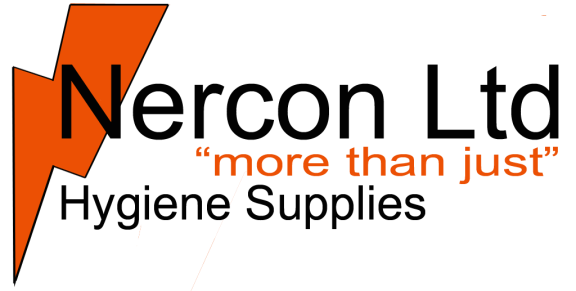 Nercon Ltd
“more than just”
Hygiene Supplies